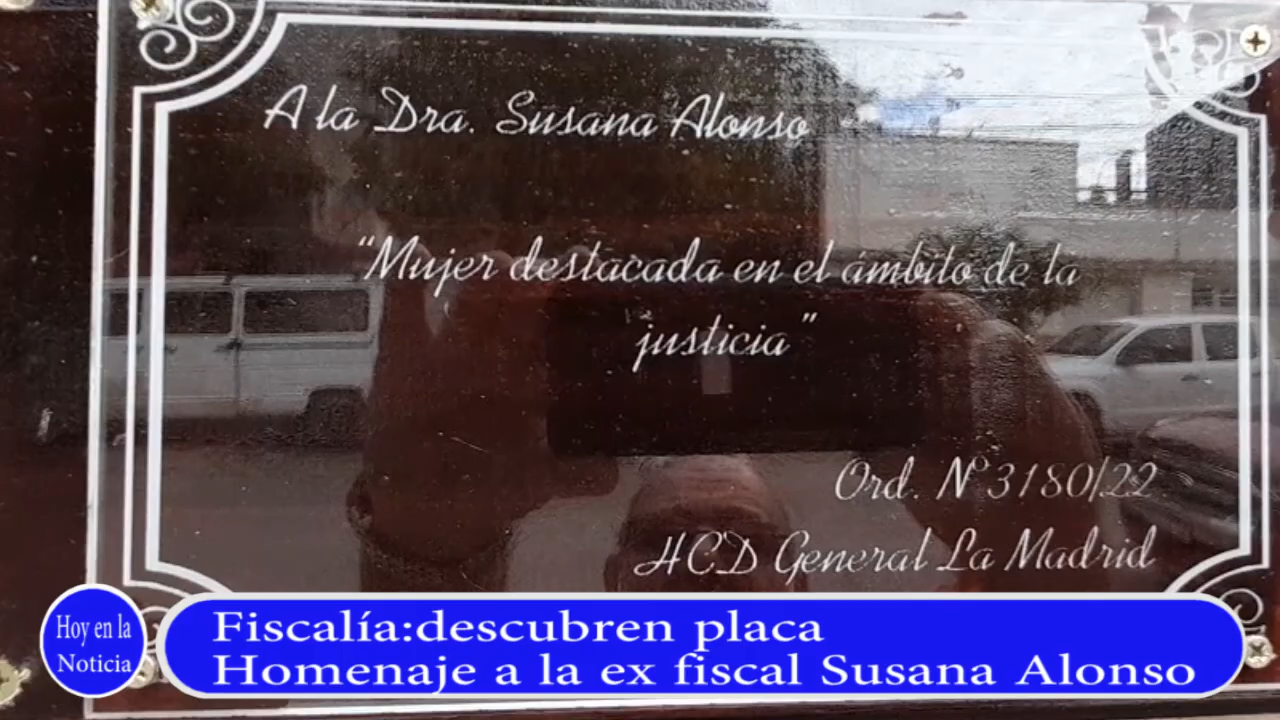 A la Dra. Susana Alonso
"Mujer destacada en el ámbito de la
justicia"
Ord. Nº 3180/22
HCD General La Madrid
Hoy en la
Noticia
Fiscalía:descubren placa
Homenaje a la ex fiscal Susana Alonso